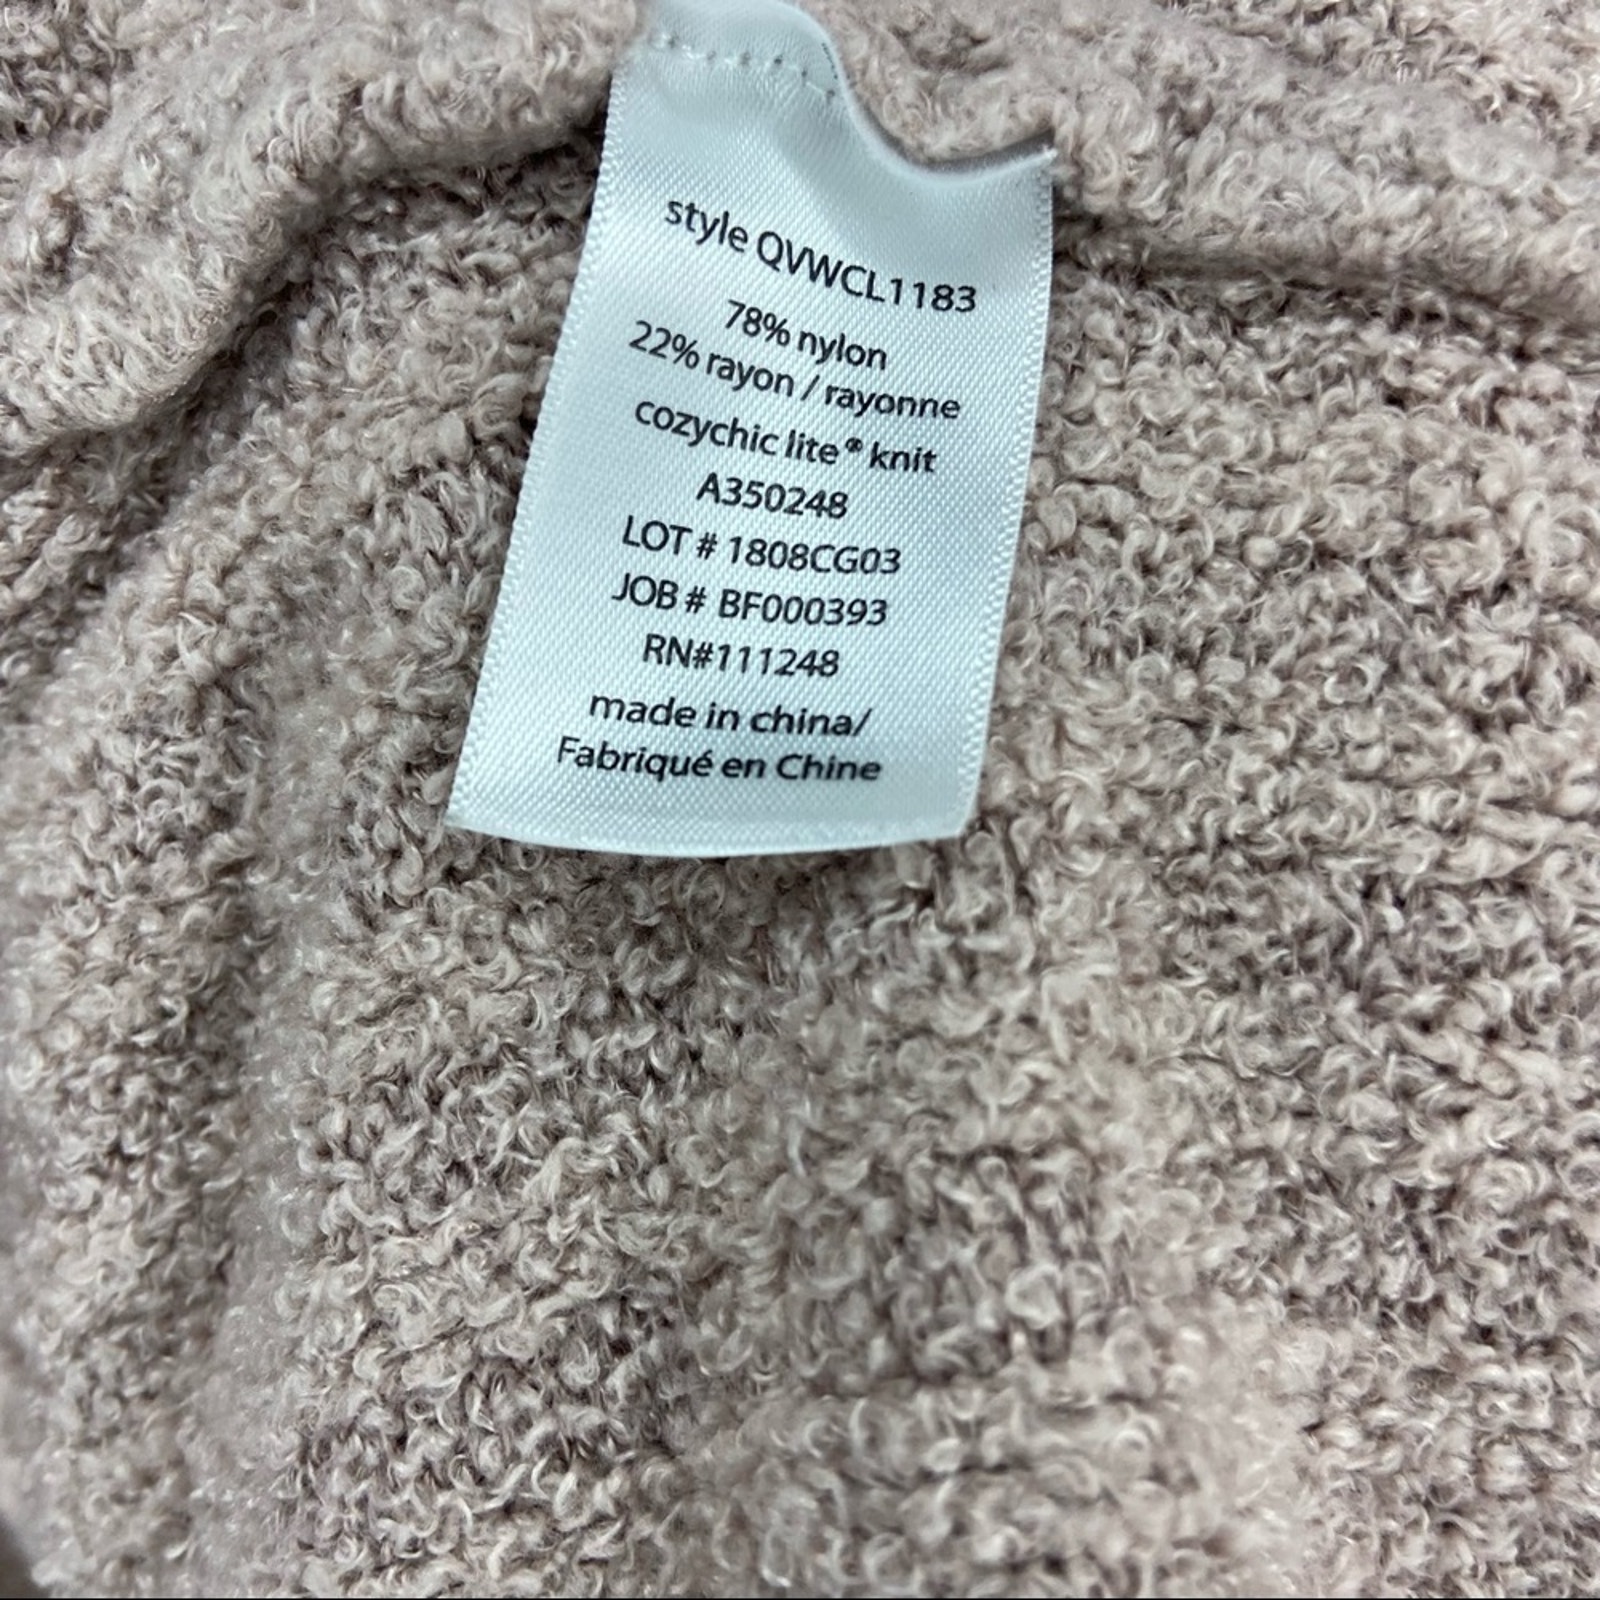 style QVWCL1183
78% nylon
22% rayon / rayonne
cozychic lite® knit
A350248
LOT # 1808CG03
JOB # BF000393
RN#111248
made in china/
Fabriqué en Chine